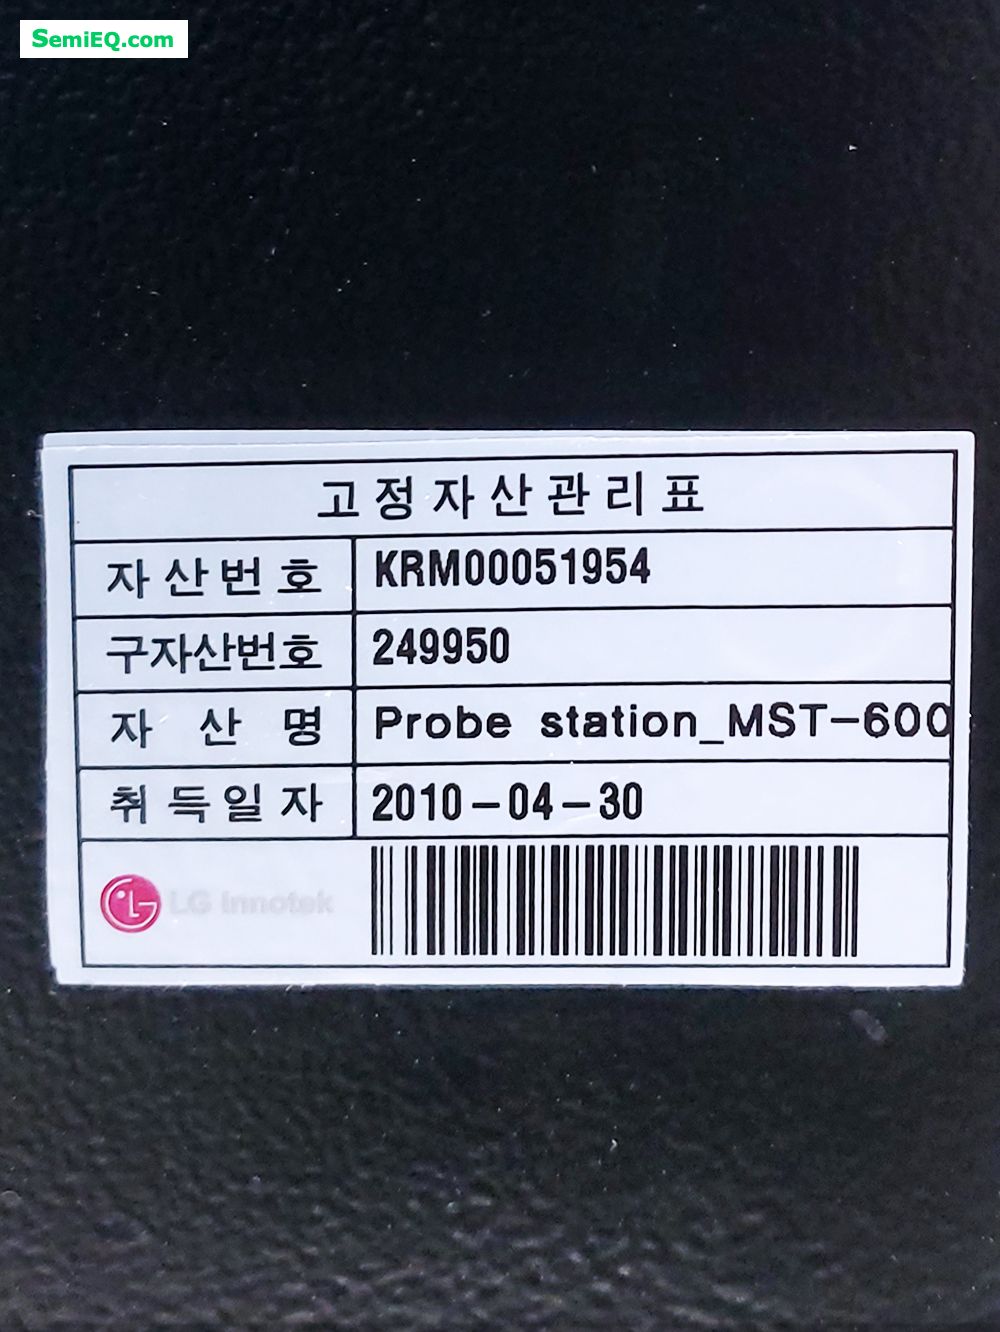 SemiEQ.com
고정자산관리표
자산번호 KRM00051954
구자산번호 249950
자산명 Probe station_MST-600
취득일자 2010-04-30
LG Innotek